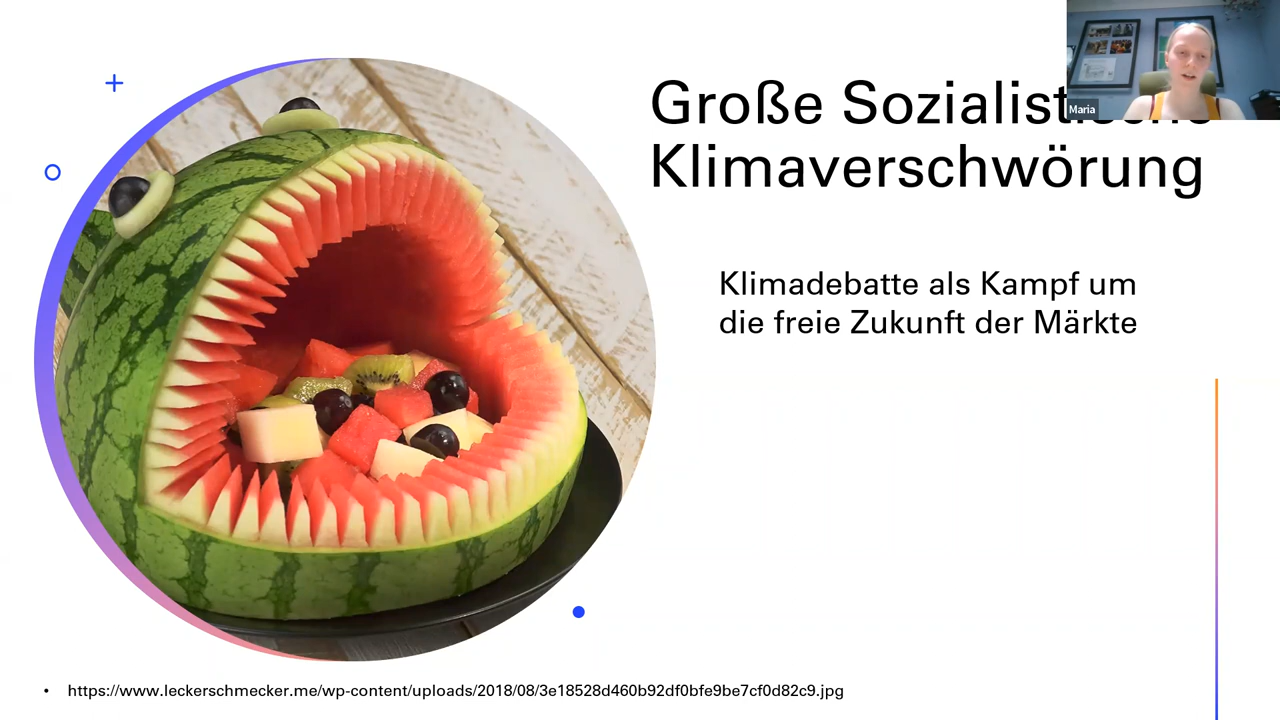 Große Sozialistische
Maria
Klimaverschwörung
Klimadebatte als Kampf um
die freie Zukunft der Märkte
• https://www.leckerschmecker.me/wp-content/uploads/2018/08/3e18528d460b92df0bfe9be7cf0d82c9.jpg